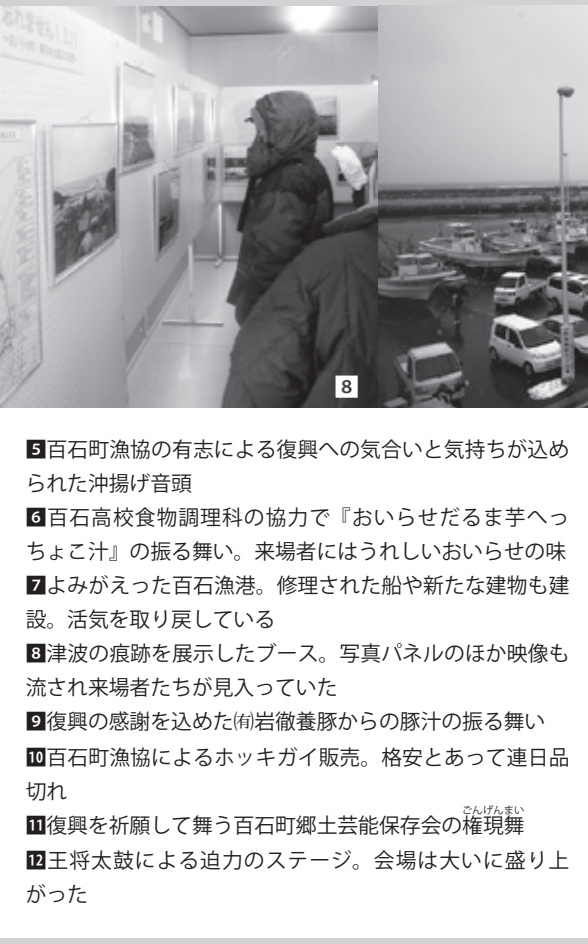 忘れません!3.11
8
5百石町漁協の有志による復興への気合いと気持ちが込め
られた沖揚げ音頭
6百石高校食物調理科の協力で『おいらせだるま芋へっ
ちょこ汁』の振る舞い。来場者にはうれしいおいらせの味
7よみがえった百石漁港。修理された船や新たな建物も建
設。活気を取り戻している
8津波の痕跡を展示したブース。写真パネルのほか映像も
流され来場者たちが見入っていた
9復興の感謝を込めた㈲岩徹養豚からの豚汁の振る舞い
10百石町漁協によるホッキガイ販売。格安とあって連日品
切れ
ごんげんまい
11復興を祈願して舞う百石町郷土芸能保存会の権現舞
12王将太鼓による迫力のステージ。会場は大いに盛り上
がった